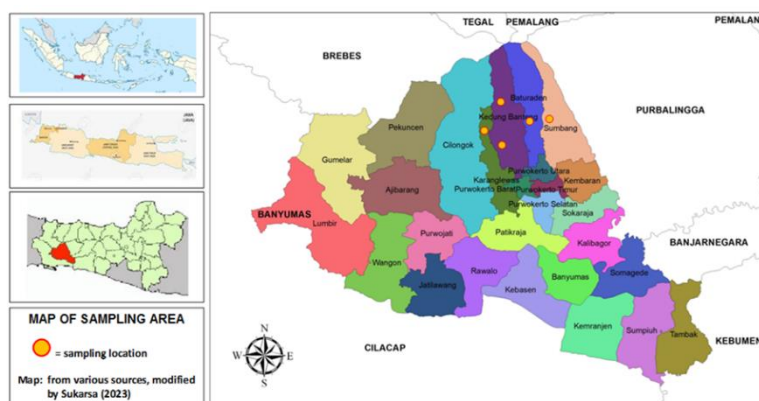 TEGAL
PEMALANG
PEMALAN
BREBES
PURBALINGGA
Baturaden
Kedung Banteng
Sumbang
Pekuncen
Cilongok
Gumelar
Karanglewas
Purwokerto Utara
Kembaran
Ajibarang
Purwokerto Barat
Purwokerto Timur
Purwokerto Selatan
Sokaraja
BANYUMAS
Lumbir
Purwojati
Patikraja
Kalibagor
BANJARNEGARA
Wangon
Rawalo
Banyumas
Somagede
Jatilawang
Kebasen
Kemranjen
Sumpiuh
Tambak
KEBUMEN
CILACAP
N
W
E
S
MAP OF SAMPLING AREA
= sampling location
Map: from various sources, modified
by Sukarsa (2023)